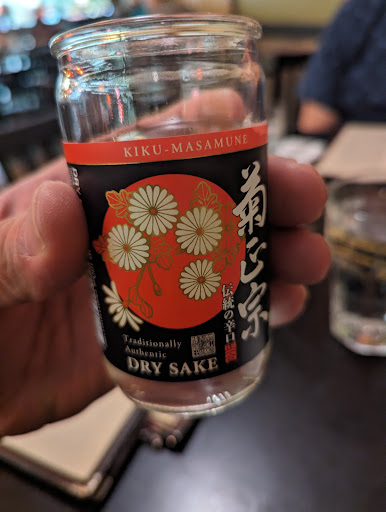 KIKU-MASAMUNE
菊正宗
伝統の辛口
Traditionally
Authentic
DRY SAKE